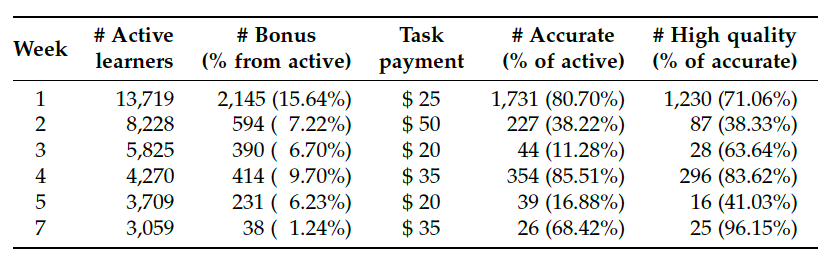 Week # Active learners # Bonus (% from active) Task payment # Accurate (% of active) # High quality (% of accurate)
1 13,719 2,145 (15.64%) $ 25 1,731 (80.70%) 1,230 (71.06%)
2 8,228 594 ( 7.22%) $ 50 227 (38.22%) 87 (38.33%)
3 5,825 390 ( 6.70%) $ 20 44 (11.28%) 28 (63.64%)
4 4,270 414 ( 9.70%) $ 35 354 (85.51%) 296 (83.62%)
5 3,709 231 ( 6.23%) $ 20 39 (16.88%) 16 (41.03%)
7 3,059 38 ( 1.24%) $ 35 26 (68.42%) 25 (96.15%)